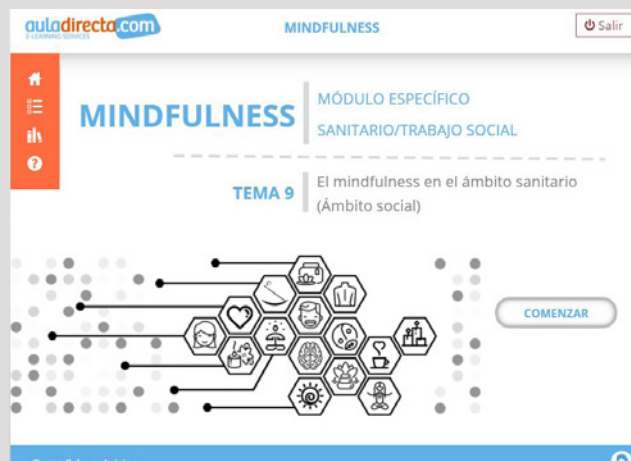 auladirecta.com
E-LEARNING SERVICES
MINDFULNESS
Salir
MINDFULNESS
MÓDULO ESPECÍFICO
SANITARIO/TRABAJO SOCIAL
TEMA 9
El mindfulness en el ámbito sanitario
(Ámbito social)
COMENZAR